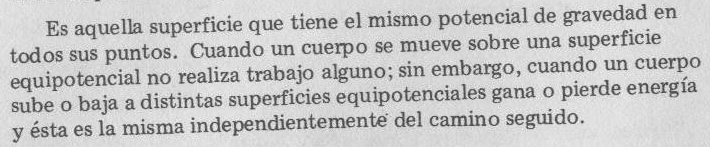 Es aquella superficie que tiene el mismo potencial de gravedad en
todos sus puntos. Cuando un cuerpo se mueve sobre una superficie
equipotencial no realiza trabajo alguno; sin embargo, cuando un cuerpo
sube o baja a distintas superficies equipotenciales gana o pierde energía
y ésta es la misma independientemente del camino seguido.